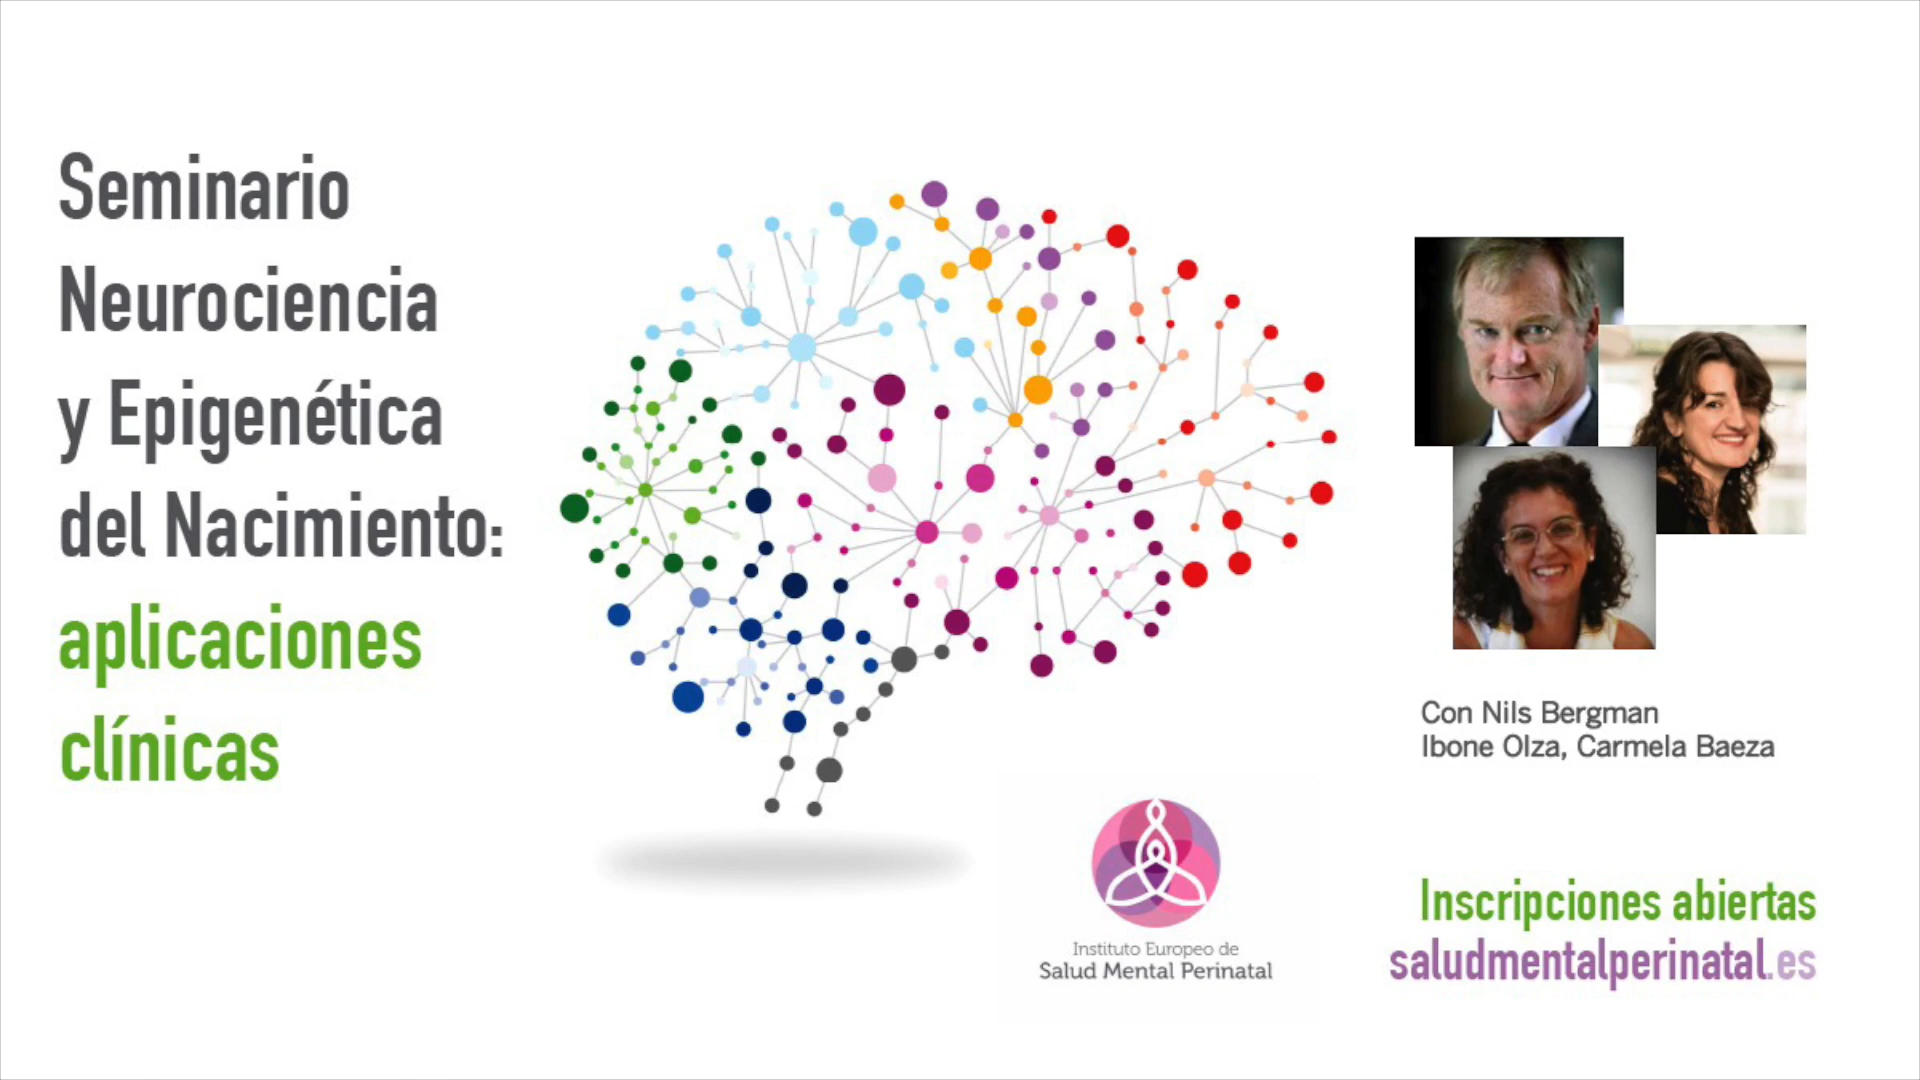 Seminario
Neurociencia
y Epigenética
del Nacimiento:
aplicaciones
clínicas
Con Nils Bergman
Ibone Olza, Carmela Baeza
Instituto Europeo de
Salud Mental Perinatal
Inscripciones abiertas
saludmentalperinatal.es